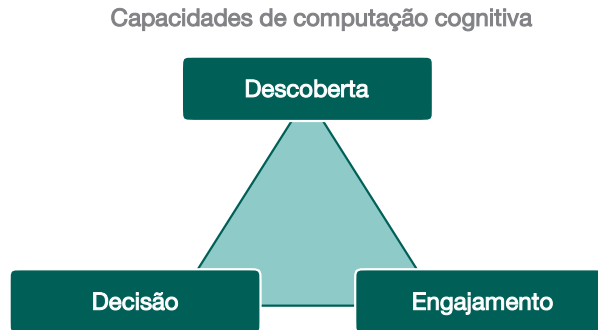 Capacidades de computação cognitiva
Descoberta
Decisão
Engajamento